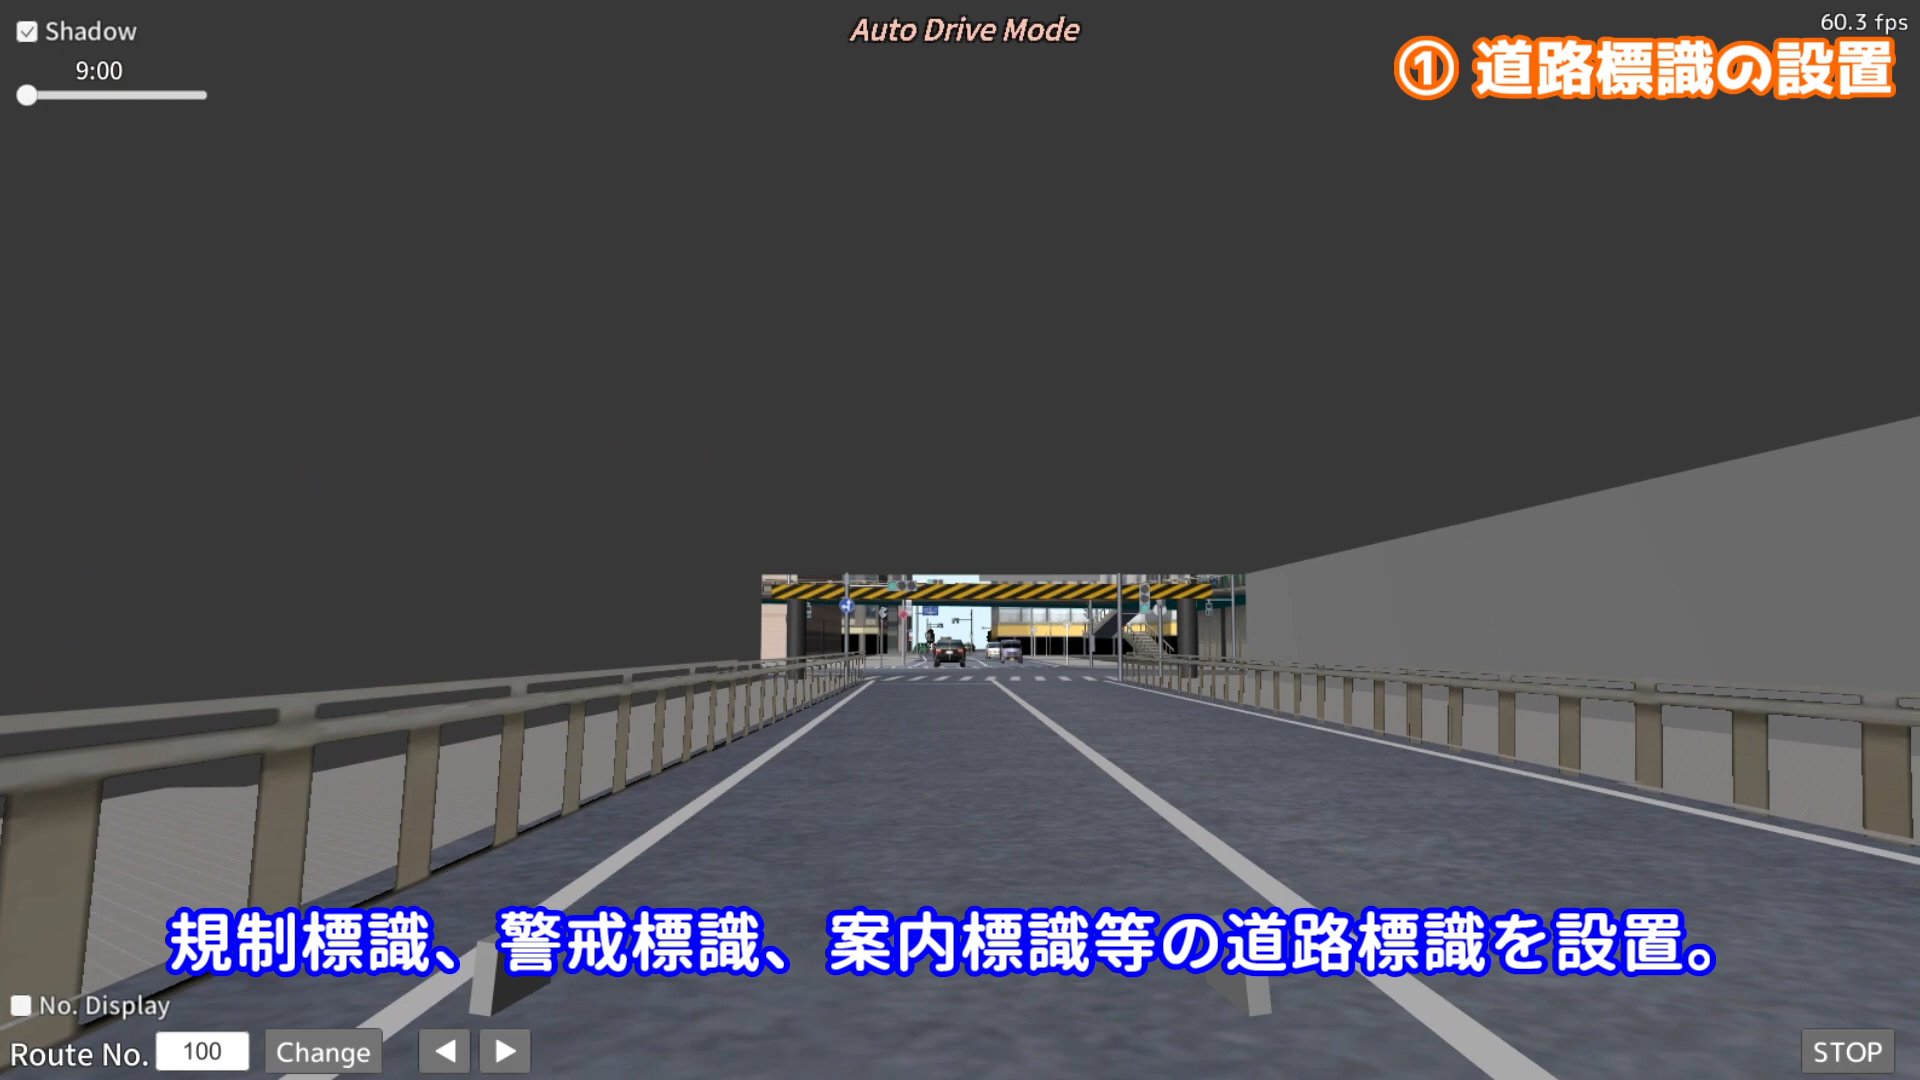 Shadow
9:00
Auto Drive Mode
60.3 fps
① 道路標識の設置
規制標識、警戒標識、案内標識等の道路標識を設置。
No. Display
Route No. 100 Change ◀ ▶
STOP